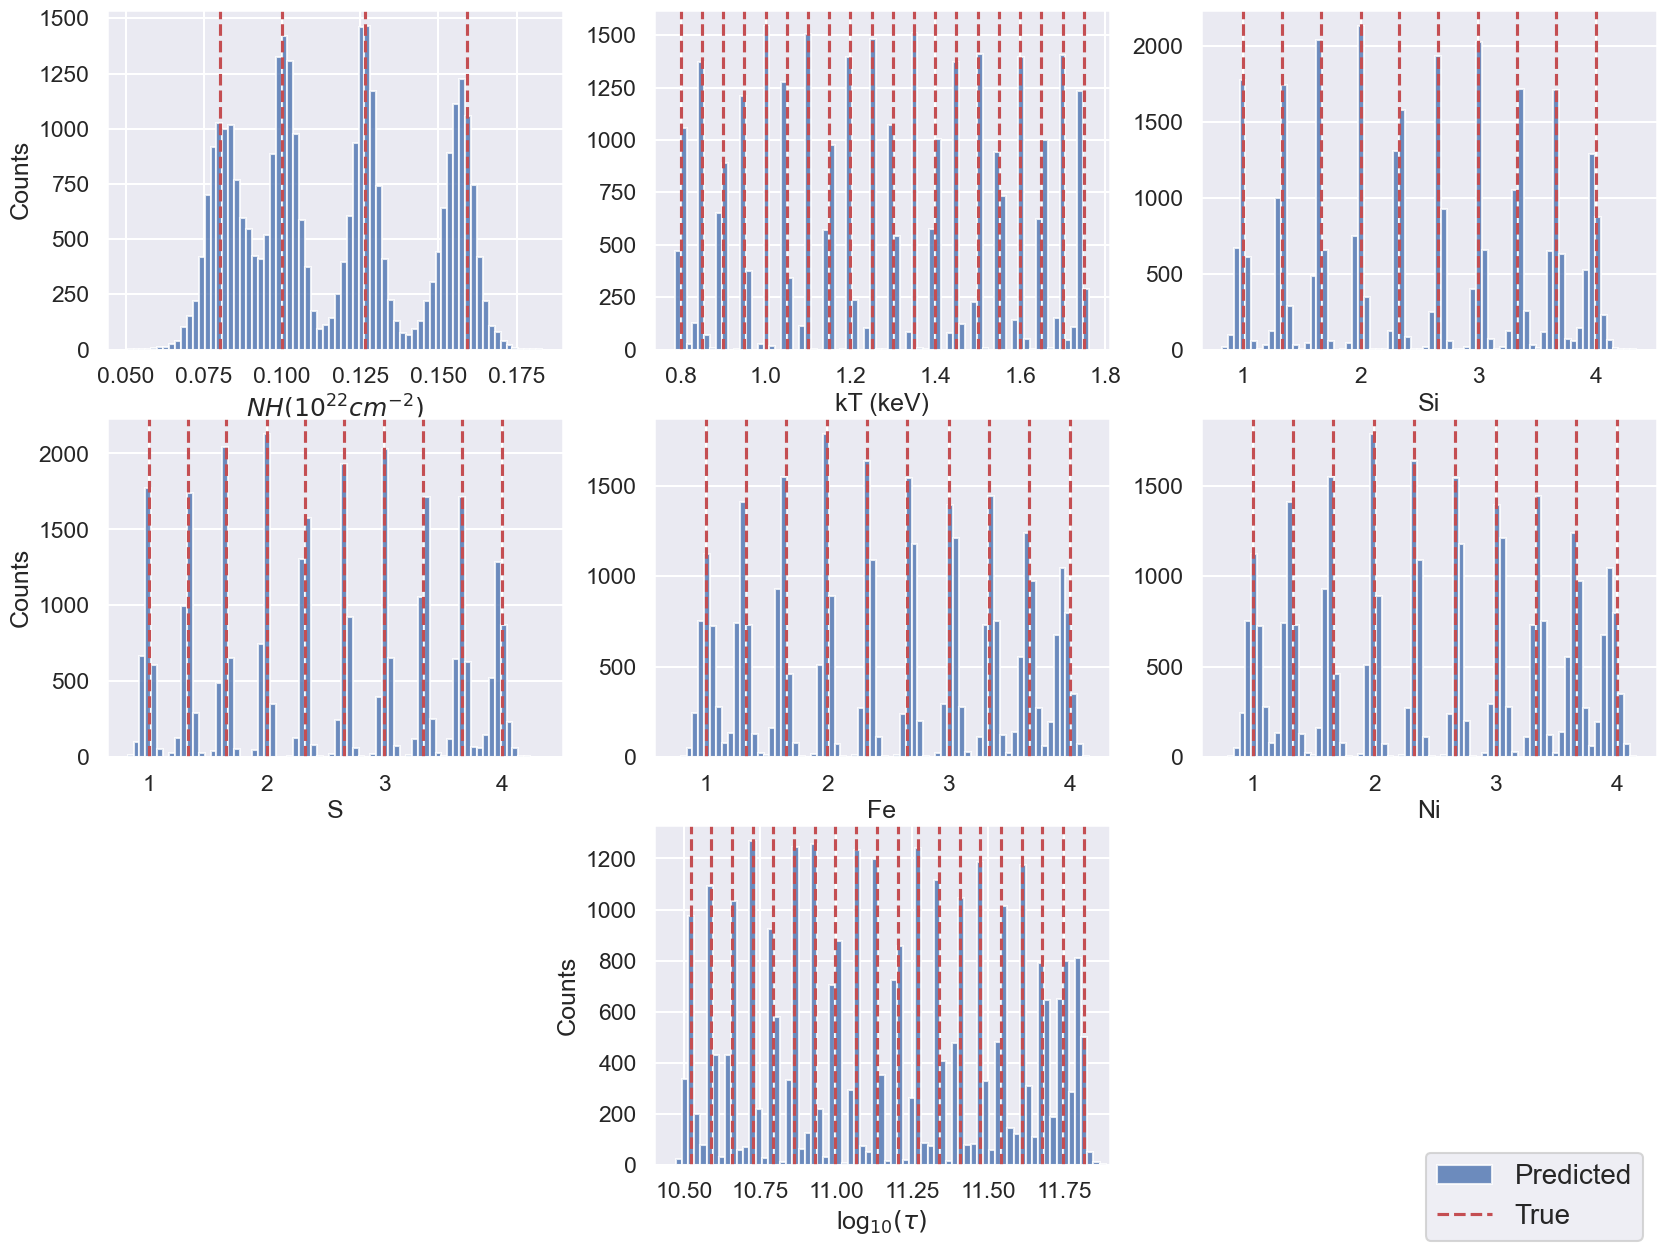 1500
1250
1000
750
500
250
0
Counts
0.050 0.075 0.100 0.125 0.150 0.175
NH(10^{22}cm^{-2})
1500
1250
1000
750
500
250
0
0.8 1.0 1.2 1.4 1.6 1.8
kT (keV)
2000
1500
1000
500
0
1 2 3 4
Si
2000
1500
1000
500
0
Counts
1 2 3 4
S
1500
1000
500
0
1 2 3 4
Fe
1500
1000
500
0
1 2 3 4
Ni
1200
1000
800
600
400
200
0
Counts
10.50 10.75 11.00 11.25 11.50 11.75
log₁₀(τ)
Predicted
True